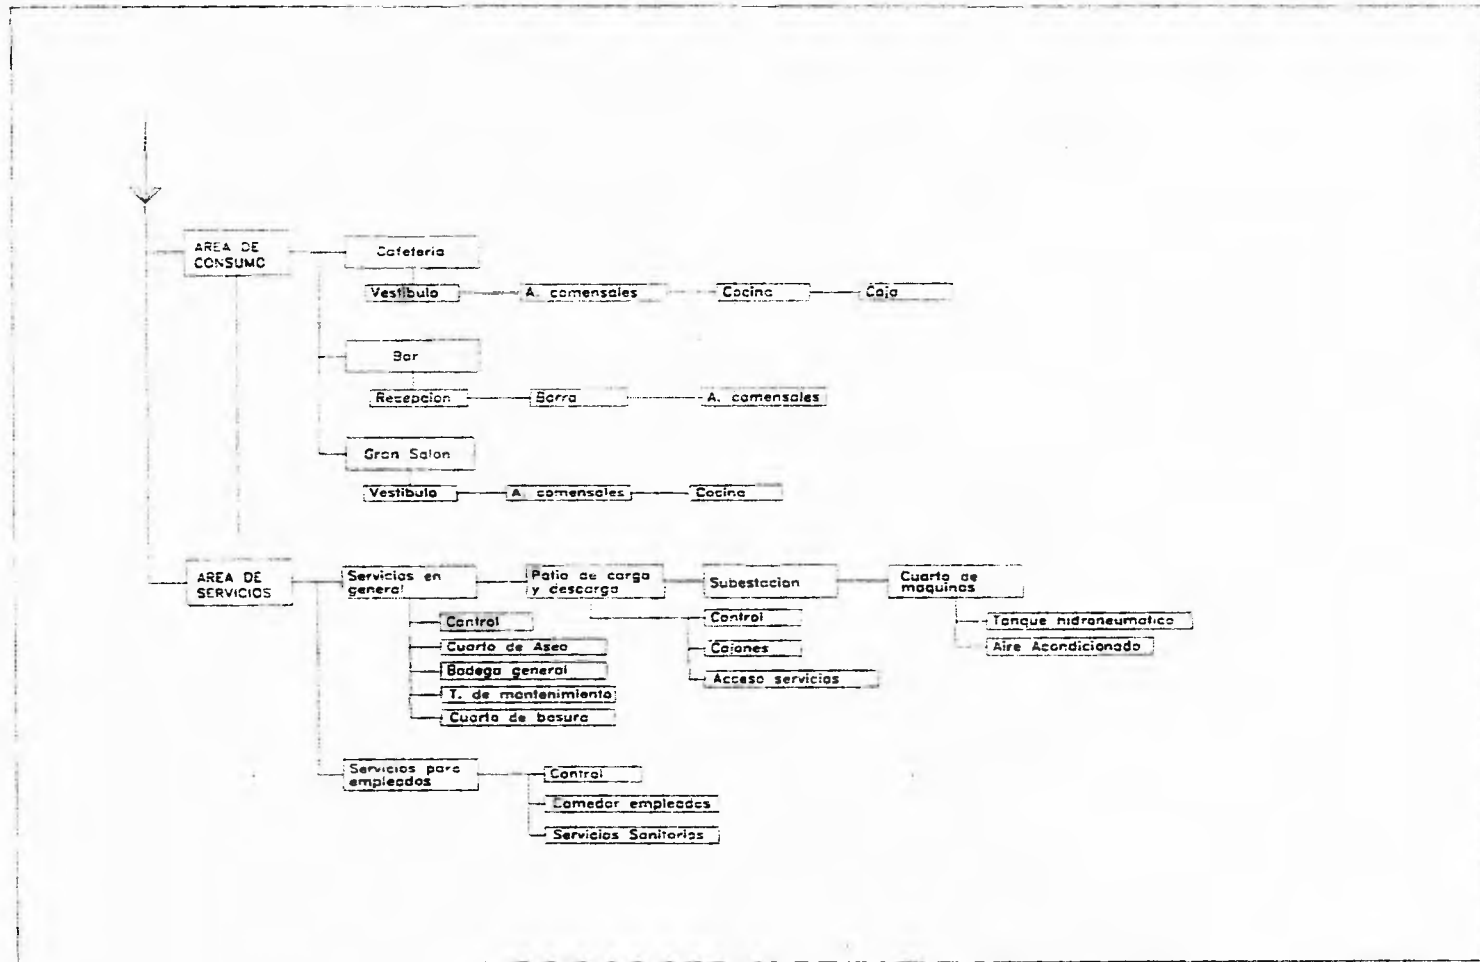 AREA DE
CONSUMO
Cafeteria
Vestibulo
A. comensales
Cocina
Caja
Bar
Recepcion
Barra
A. comensales
Gran Salon
Vestibulo
A. comensales
Cocina
AREA DE
SERVICIOS
Servicios en
general
Patio de carga
y descarga
Subestacion
Cuarto de
maquinas
Control
Cuarto de Aseo
Bodega general
T. de mantenimiento
Cuarto de basura
Control
Cajones
Acceso servicios
Tanque hidroneumatico
Aire Acondicionado
Servicios para
empleados
Control
Comedor empleados
Servicios Sanitarios